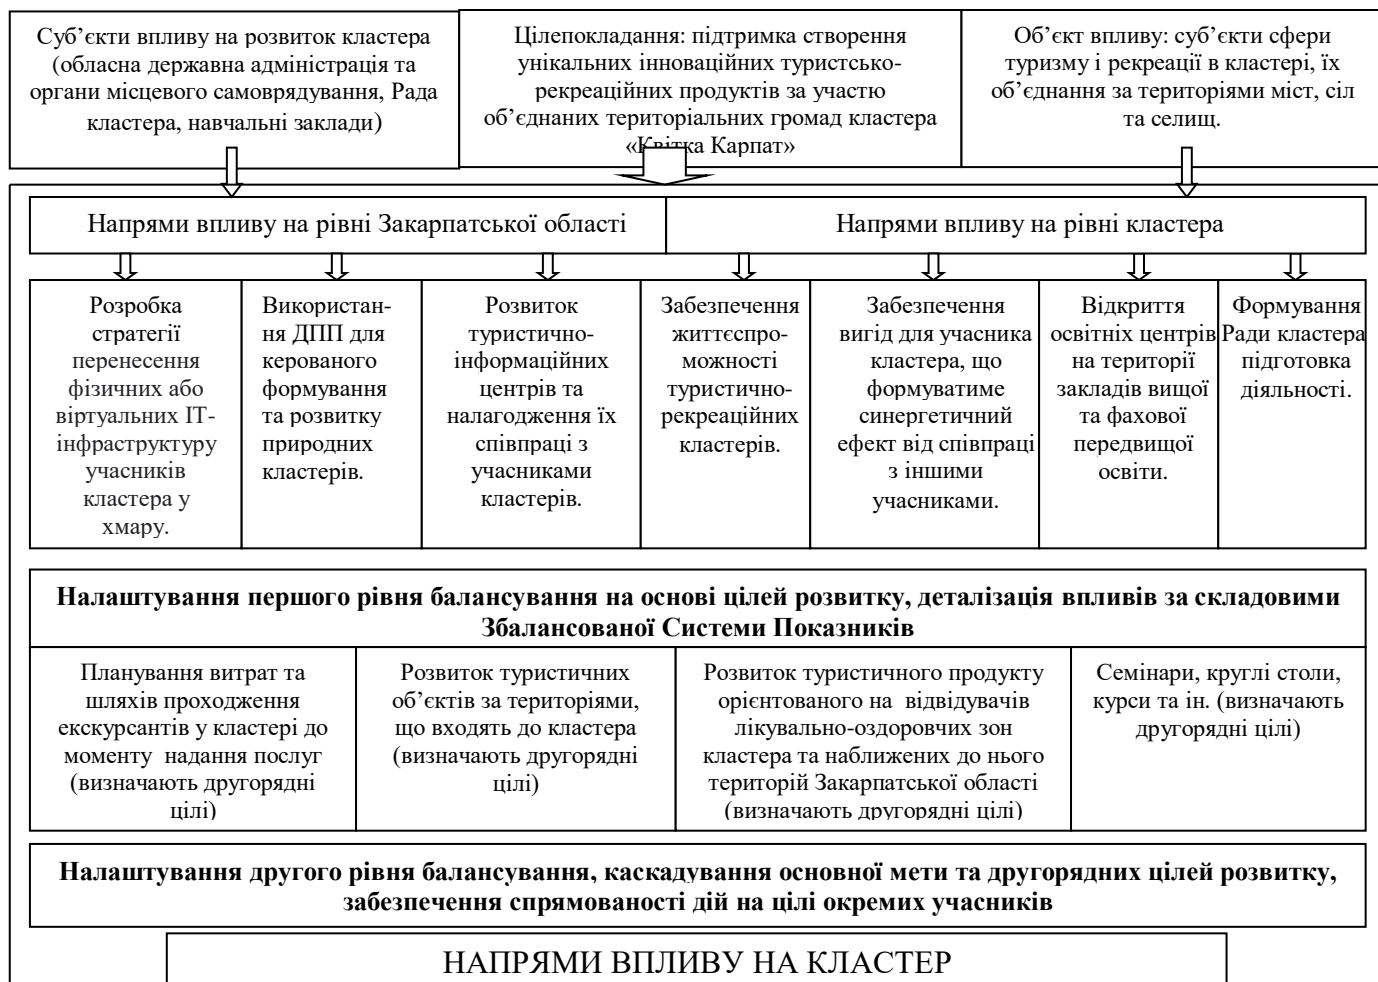 Суб’єкти впливу на розвиток кластера
(обласна державна адміністрація та
органи місцевого самоврядування, Рада
кластера, навчальні заклади)
Цілепокладання: підтримка створення
унікальних інноваційних туристсько-
рекреаційних продуктів за участю
об’єднаних територіальних громад кластера
«Квітка Карпат»
Об’єкт впливу: суб’єкти сфери
туризму і рекреації в кластері, їх
об’єднання за територіями міст, сіл
та селищ.
Напрями впливу на рівні Закарпатської області
Напрями впливу на рівні кластера
Розробка
стратегії
перенесення
фізичних або
віртуальних ІТ-
інфраструктуру
учасників
кластера у
хмару.
Використан-
ня ДПП для
керованого
формування
та розвитку
природних
кластерів.
Розвиток
туристично-
інформаційних
центрів та
налагодження їх
співпраці з
учасниками
кластерів.
Забезпечення
життєспро-
можності
туристично-
рекреаційних
кластерів.
Забезпечення
вигід для учасника
кластера, що
формуватиме
синергетичний
ефект від співпраці
з іншими
учасниками.
Відкриття
освітніх центрів
на території
закладів вищої
та фахової
передвищої
освіти.
Формування
Ради кластера
підготовка
діяльності.
Налаштування першого рівня балансування на основі цілей розвитку, деталізація впливів за складовими
Збалансованої Системи Показників
Планування витрат та
шляхів проходження
екскурсантів у кластері до
моменту надання послуг
(визначають другорядні
цілі)
Розвиток туристичних
об’єктів за територіями,
що входять до кластера
(визначають другорядні
цілі)
Розвиток туристичного продукту
орієнтованого на відвідувачів
лікувально-оздоровчих зон
кластера та наближених до нього
територій Закарпатської області
(визначають другорядні цілі)
Семінари, круглі столи,
курси та ін. (визначають
другорядні цілі)
Налаштування другого рівня балансування, каскадування основної мети та другорядних цілей розвитку,
забезпечення спрямованості дій на цілі окремих учасників
НАПРЯМИ ВПЛИВУ НА КЛАСТЕР